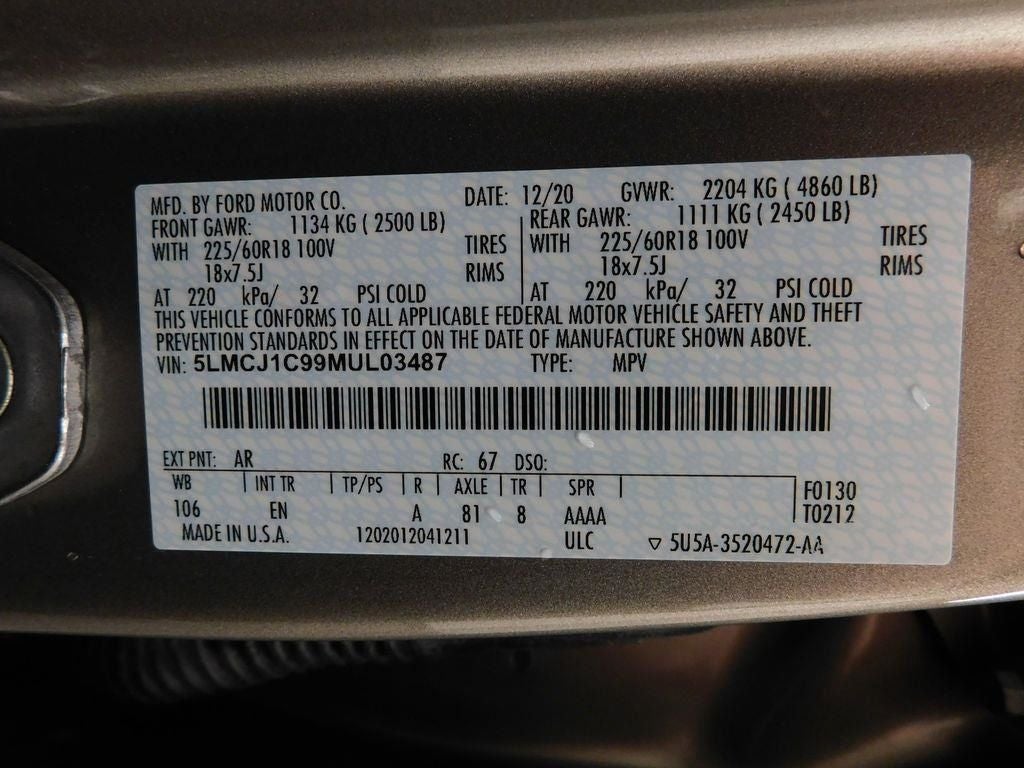 MFD. BY FORD MOTOR CO. DATE: 12/20 GVWR: 2204 KG ( 4860 LB)
FRONT GAWR: 1134 KG ( 2500 LB) REAR GAWR: 1111 KG ( 2450 LB)
WITH 225/60R18 100V TIRES WITH 225/60R18 100V TIRES
18x7.5J RIMS 18x7.5J RIMS
AT 220 kPa/ 32 PSI COLD AT 220 kPa/ 32 PSI COLD
THIS VEHICLE CONFORMS TO ALL APPLICABLE FEDERAL MOTOR VEHICLE SAFETY AND THEFT
PREVENTION STANDARDS IN EFFECT ON THE DATE OF MANUFACTURE SHOWN ABOVE.
VIN: 5LMCJ1C99MUL03487 TYPE: MPV
EXT PNT: AR RC: 67 DSO:
WB INT TR TP/PS R AXLE TR SPR F0130
106 EN A 81 8 AAAA T0212
MADE IN U.S.A. 1202012041211 ULC ▽ 5U5A-3520472-AA